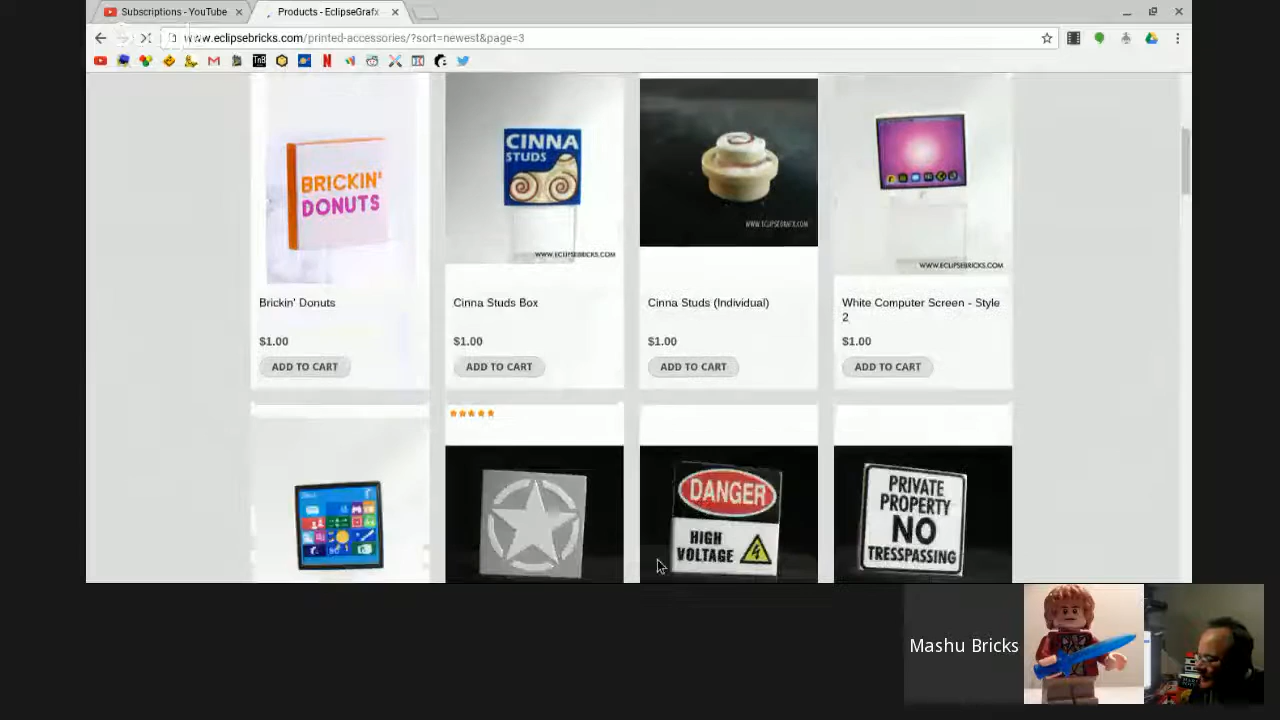 Subscriptions - YouTube
Products - EclipseGrafx
www.eclipsebricks.com/printed-accessories/?sort=newest&page=3
BRICKIN'
DONUTS
CINNA
STUDS
WWW.ECLIPSEBRICKS.COM
WWW.ECLIPSEGRAFX.COM
WWW.ECLIPSEBRICKS.COM
Brickin' Donuts
Cinna Studs Box
Cinna Studs (Individual)
White Computer Screen - Style
2
$1.00
$1.00
$1.00
$1.00
ADD TO CART
ADD TO CART
ADD TO CART
ADD TO CART
DANGER
HIGH
VOLTAGE
PRIVATE
PROPERTY
NO
TRESSPASSING
Mashu Bricks